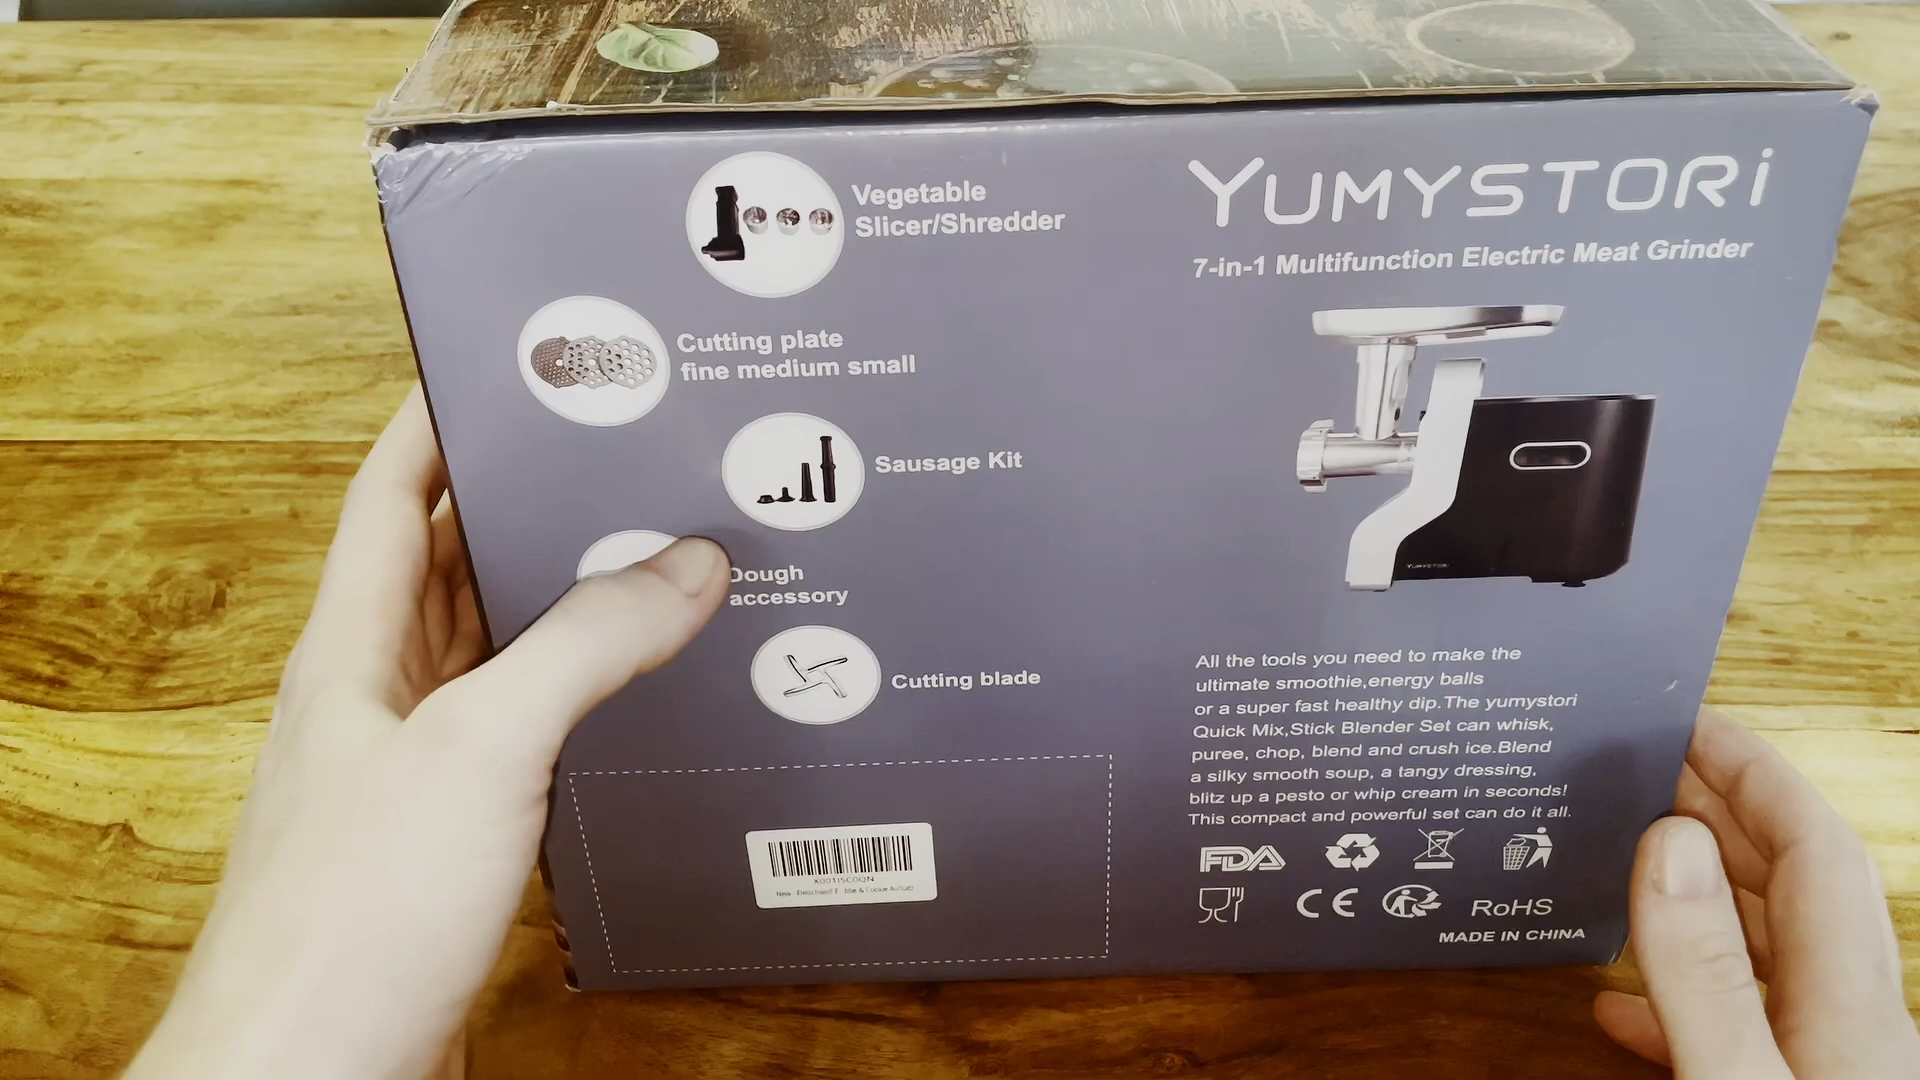 Vegetable
Slicer/Shredder
Cutting plate
fine medium small
Sausage Kit
Dough
accessory
Cutting blade
YUMYSTORi
7-in-1 Multifunction Electric Meat Grinder
YUMYSTORi
All the tools you need to make the
ultimate smoothie,energy balls
or a super fast healthy dip.The yumystori
Quick Mix,Stick Blender Set can whisk,
puree, chop, blend and crush ice.Blend
a silky smooth soup, a tangy dressing,
blitz up a pesto or whip cream in seconds!
This compact and powerful set can do it all.
FDA
CE
RoHS
MADE IN CHINA
New